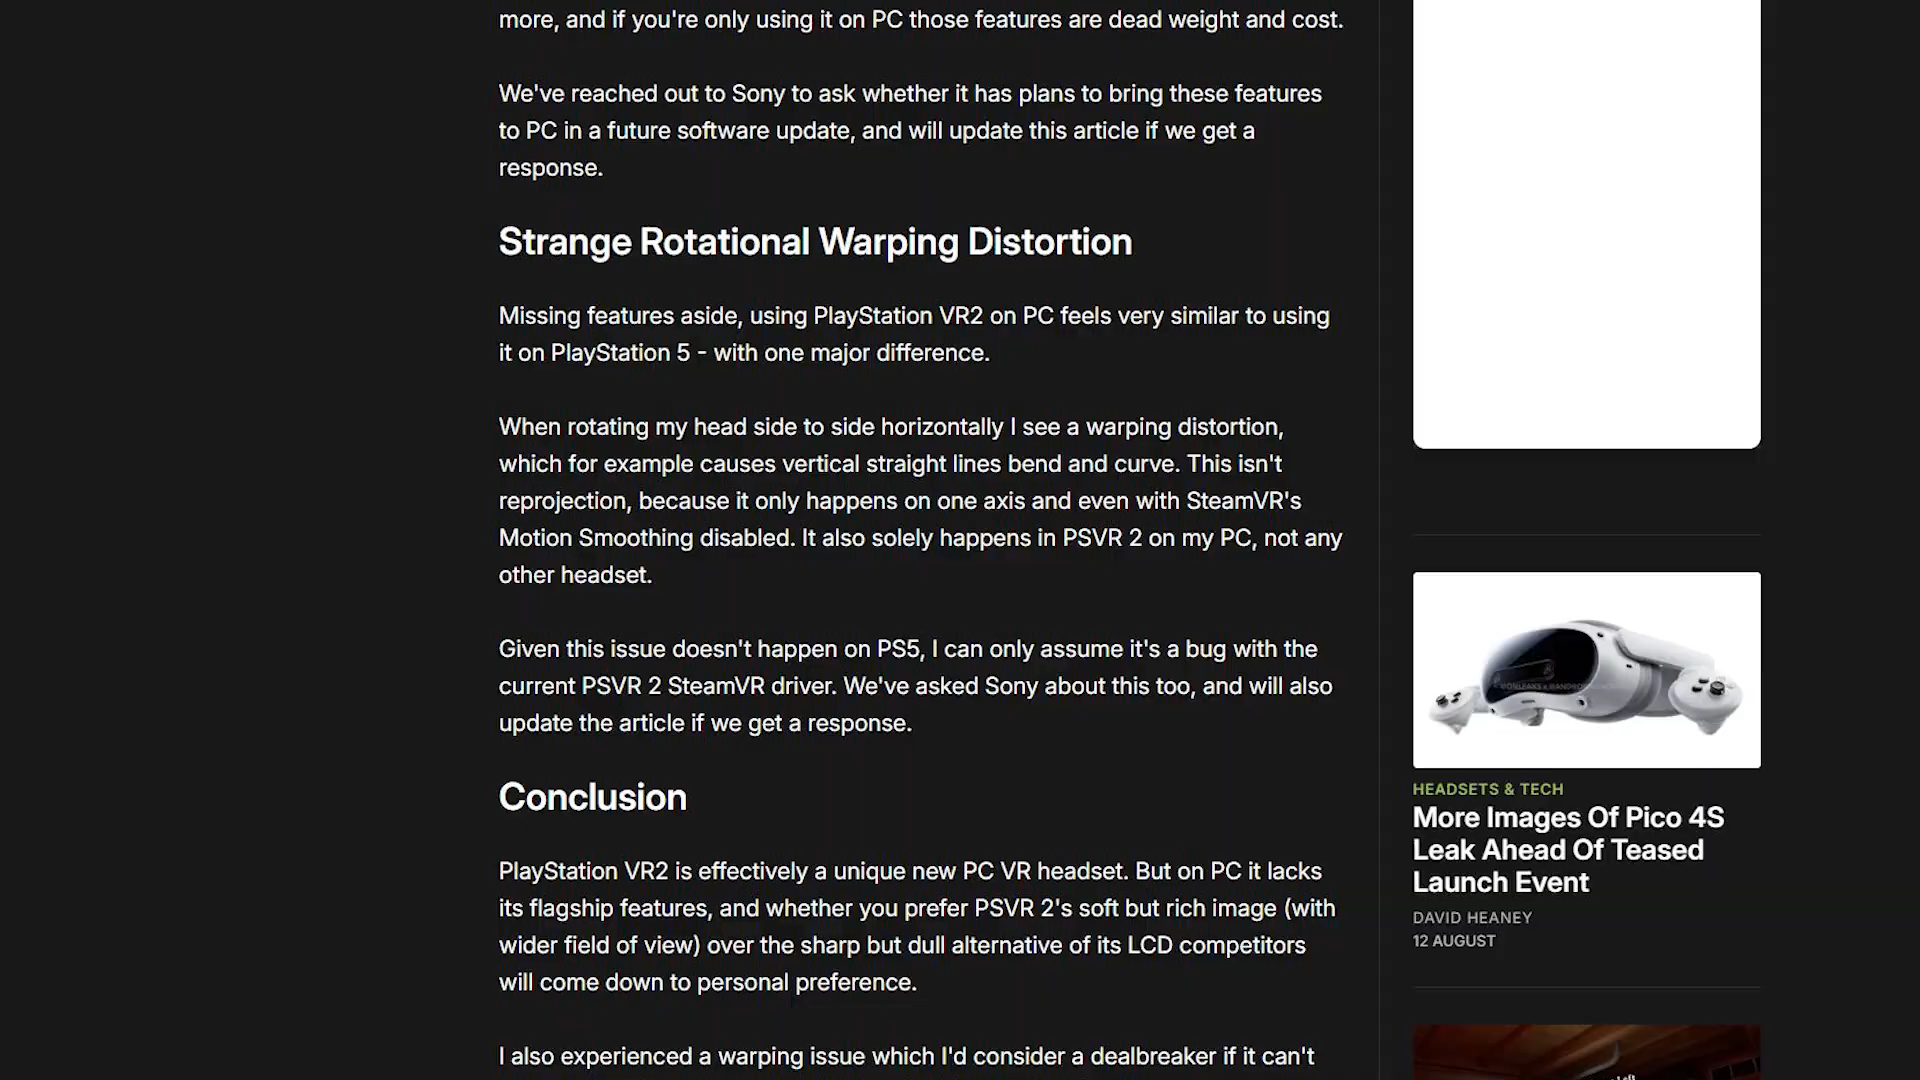 more, and if you're only using it on PC those features are dead weight and cost.
We've reached out to Sony to ask whether it has plans to bring these features
to PC in a future software update, and will update this article if we get a
response.
Strange Rotational Warping Distortion
Missing features aside, using PlayStation VR2 on PC feels very similar to using
it on PlayStation 5 - with one major difference.
When rotating my head side to side horizontally I see a warping distortion,
which for example causes vertical straight lines bend and curve. This isn't
reprojection, because it only happens on one axis and even with SteamVR's
Motion Smoothing disabled. It also solely happens in PSVR 2 on my PC, not any
other headset.
Given this issue doesn't happen on PS5, I can only assume it's a bug with the
current PSVR 2 SteamVR driver. We've asked Sony about this too, and will also
update the article if we get a response.
Conclusion
PlayStation VR2 is effectively a unique new PC VR headset. But on PC it lacks
its flagship features, and whether you prefer PSVR 2's soft but rich image (with
wider field of view) over the sharp but dull alternative of its LCD competitors
will come down to personal preference.
I also experienced a warping issue which I'd consider a dealbreaker if it can't
HEADSETS & TECH
More Images Of Pico 4S
Leak Ahead Of Teased
Launch Event
DAVID HEANEY
12 AUGUST